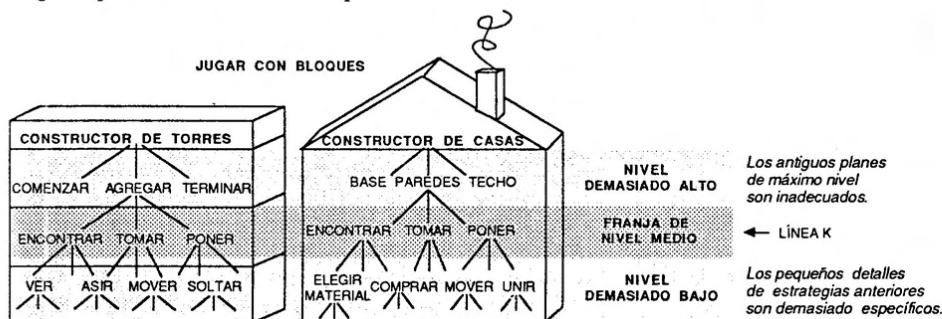 JUGAR CON BLOQUES
CONSTRUCTOR DE TORRES
COMENZAR AGREGAR TERMINAR
ENCONTRAR TOMAR PONER
VER ASIR MOVER SOLTAR
CONSTRUCTOR DE CASAS
BASE PAREDES TECHO
ENCONTRAR TOMAR PONER
ELEGIR
MATERIAL COMPRAR MOVER UNIR
NIVEL
DEMASIADO ALTO
Los antiguos planes
de máximo nivel
son inadecuados.
FRANJA DE
NIVEL MEDIO
LÍNEA K
NIVEL
DEMASIADO BAJO
Los pequeños detalles
de estrategias anteriores
son demasiado específicos.